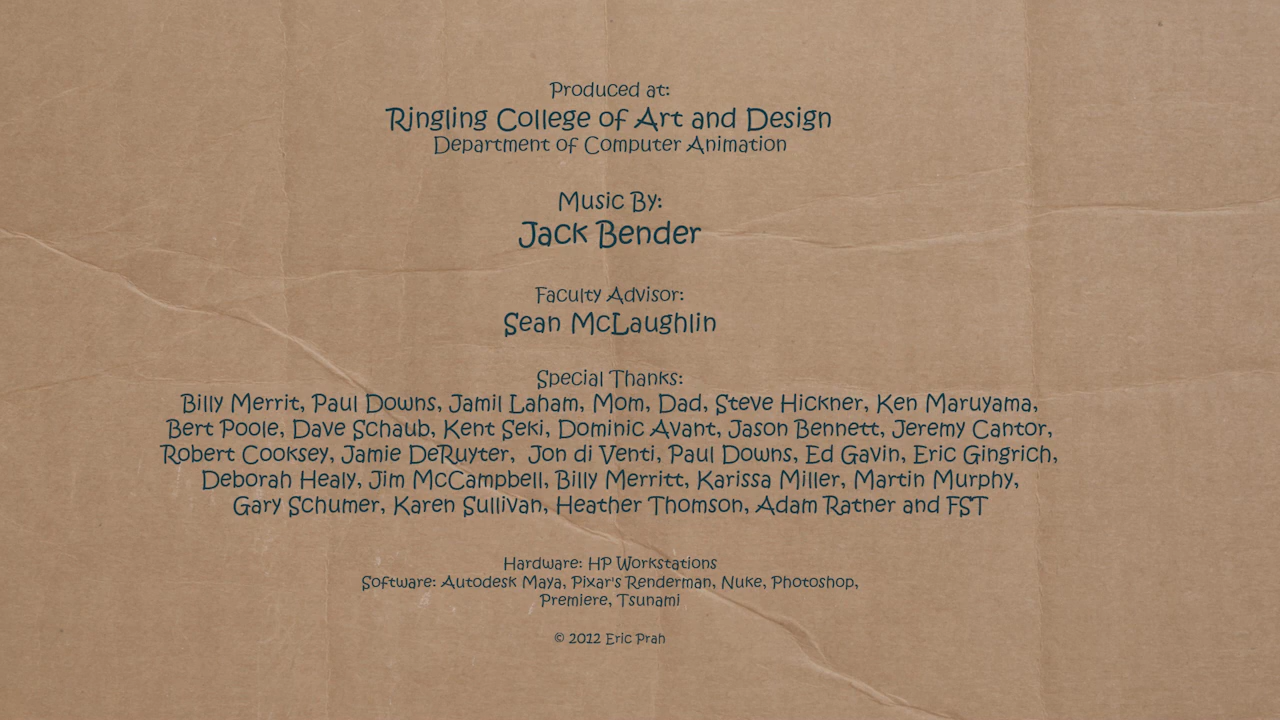 Produced at:
Ringling College of Art and Design
Department of Computer Animation
Music By:
Jack Bender
Faculty Advisor:
Sean McLaughlin
Special Thanks:
Billy Merrit, Paul Downs, Jamil Laham, Mom, Dad, Steve Hickner, Ken Maruyama,
Bert Poole, Dave Schaub, Kent Seki, Dominic Avant, Jason Bennett, Jeremy Cantor,
Robert Cooksey, Jamie DeRuyter, Jon di Venti, Paul Downs, Ed Gavin, Eric Gingrich,
Deborah Healy, Jim McCampbell, Billy Merritt, Karissa Miller, Martin Murphy,
Gary Schumer, Karen Sullivan, Heather Thomson, Adam Ratner and FST
Hardware: HP Workstations
Software: Autodesk Maya, Pixar's Renderman, Nuke, Photoshop,
Premiere, Tsunami
© 2012 Eric Prah